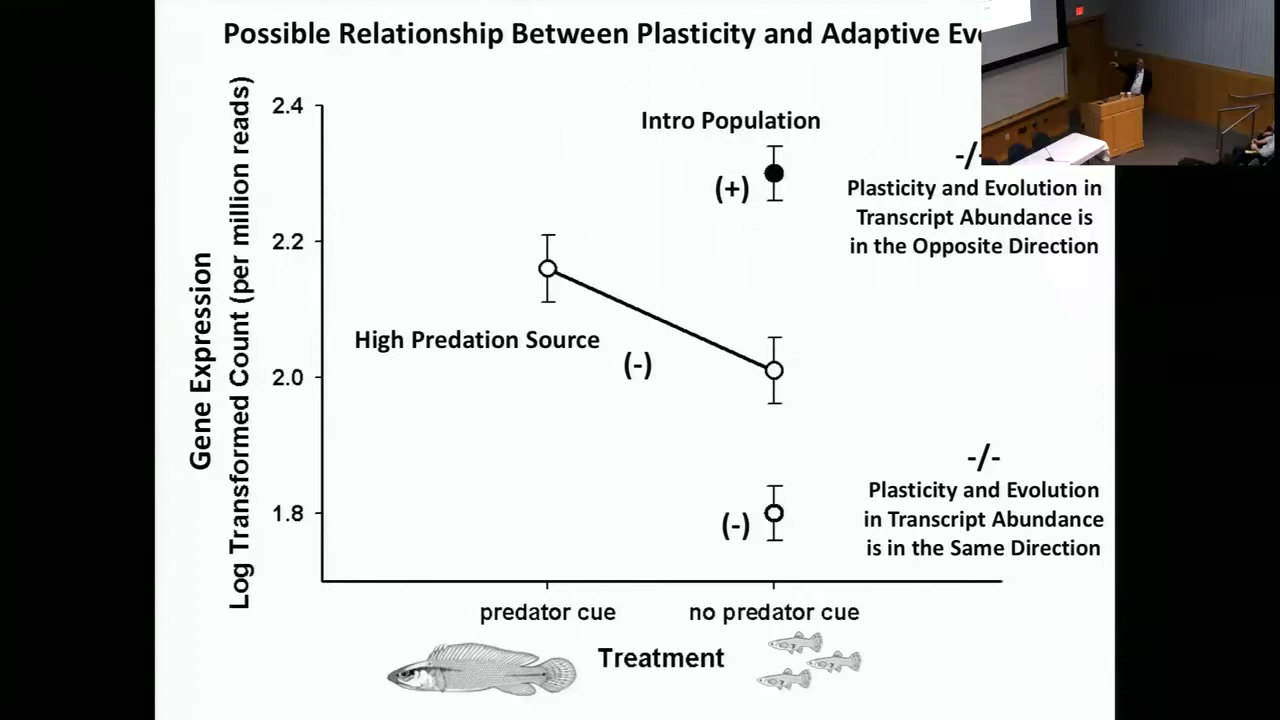 Possible Relationship Between Plasticity and Adaptive
2.4
2.2
2.0
1.8
Gene Expression
Log Transformed Count (per million reads)
Intro Population
(+)
-/
Plasticity and Evolution in
Transcript Abundance is
in the Opposite Direction
High Predation Source
(-)
-/-
Plasticity and Evolution
in Transcript Abundance
is in the Same Direction
(-)
predator cue
no predator cue
Treatment